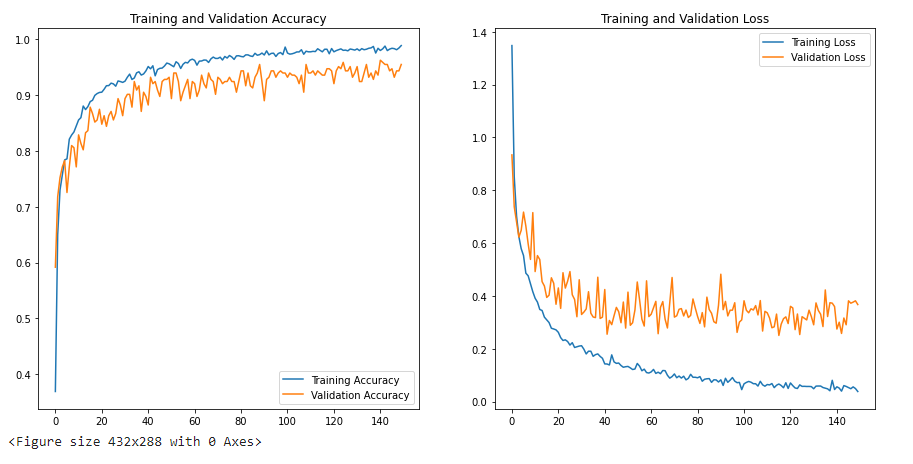 Training and Validation Accuracy
1.0
0.9
0.8
0.7
0.6
0.5
0.4
0 20 40 60 80 100 120 140
Training Accuracy
Validation Accuracy
Training and Validation Loss
1.4
1.2
1.0
0.8
0.6
0.4
0.2
0.0
0 20 40 60 80 100 120 140
Training Loss
Validation Loss
<Figure size 432x288 with 0 Axes>